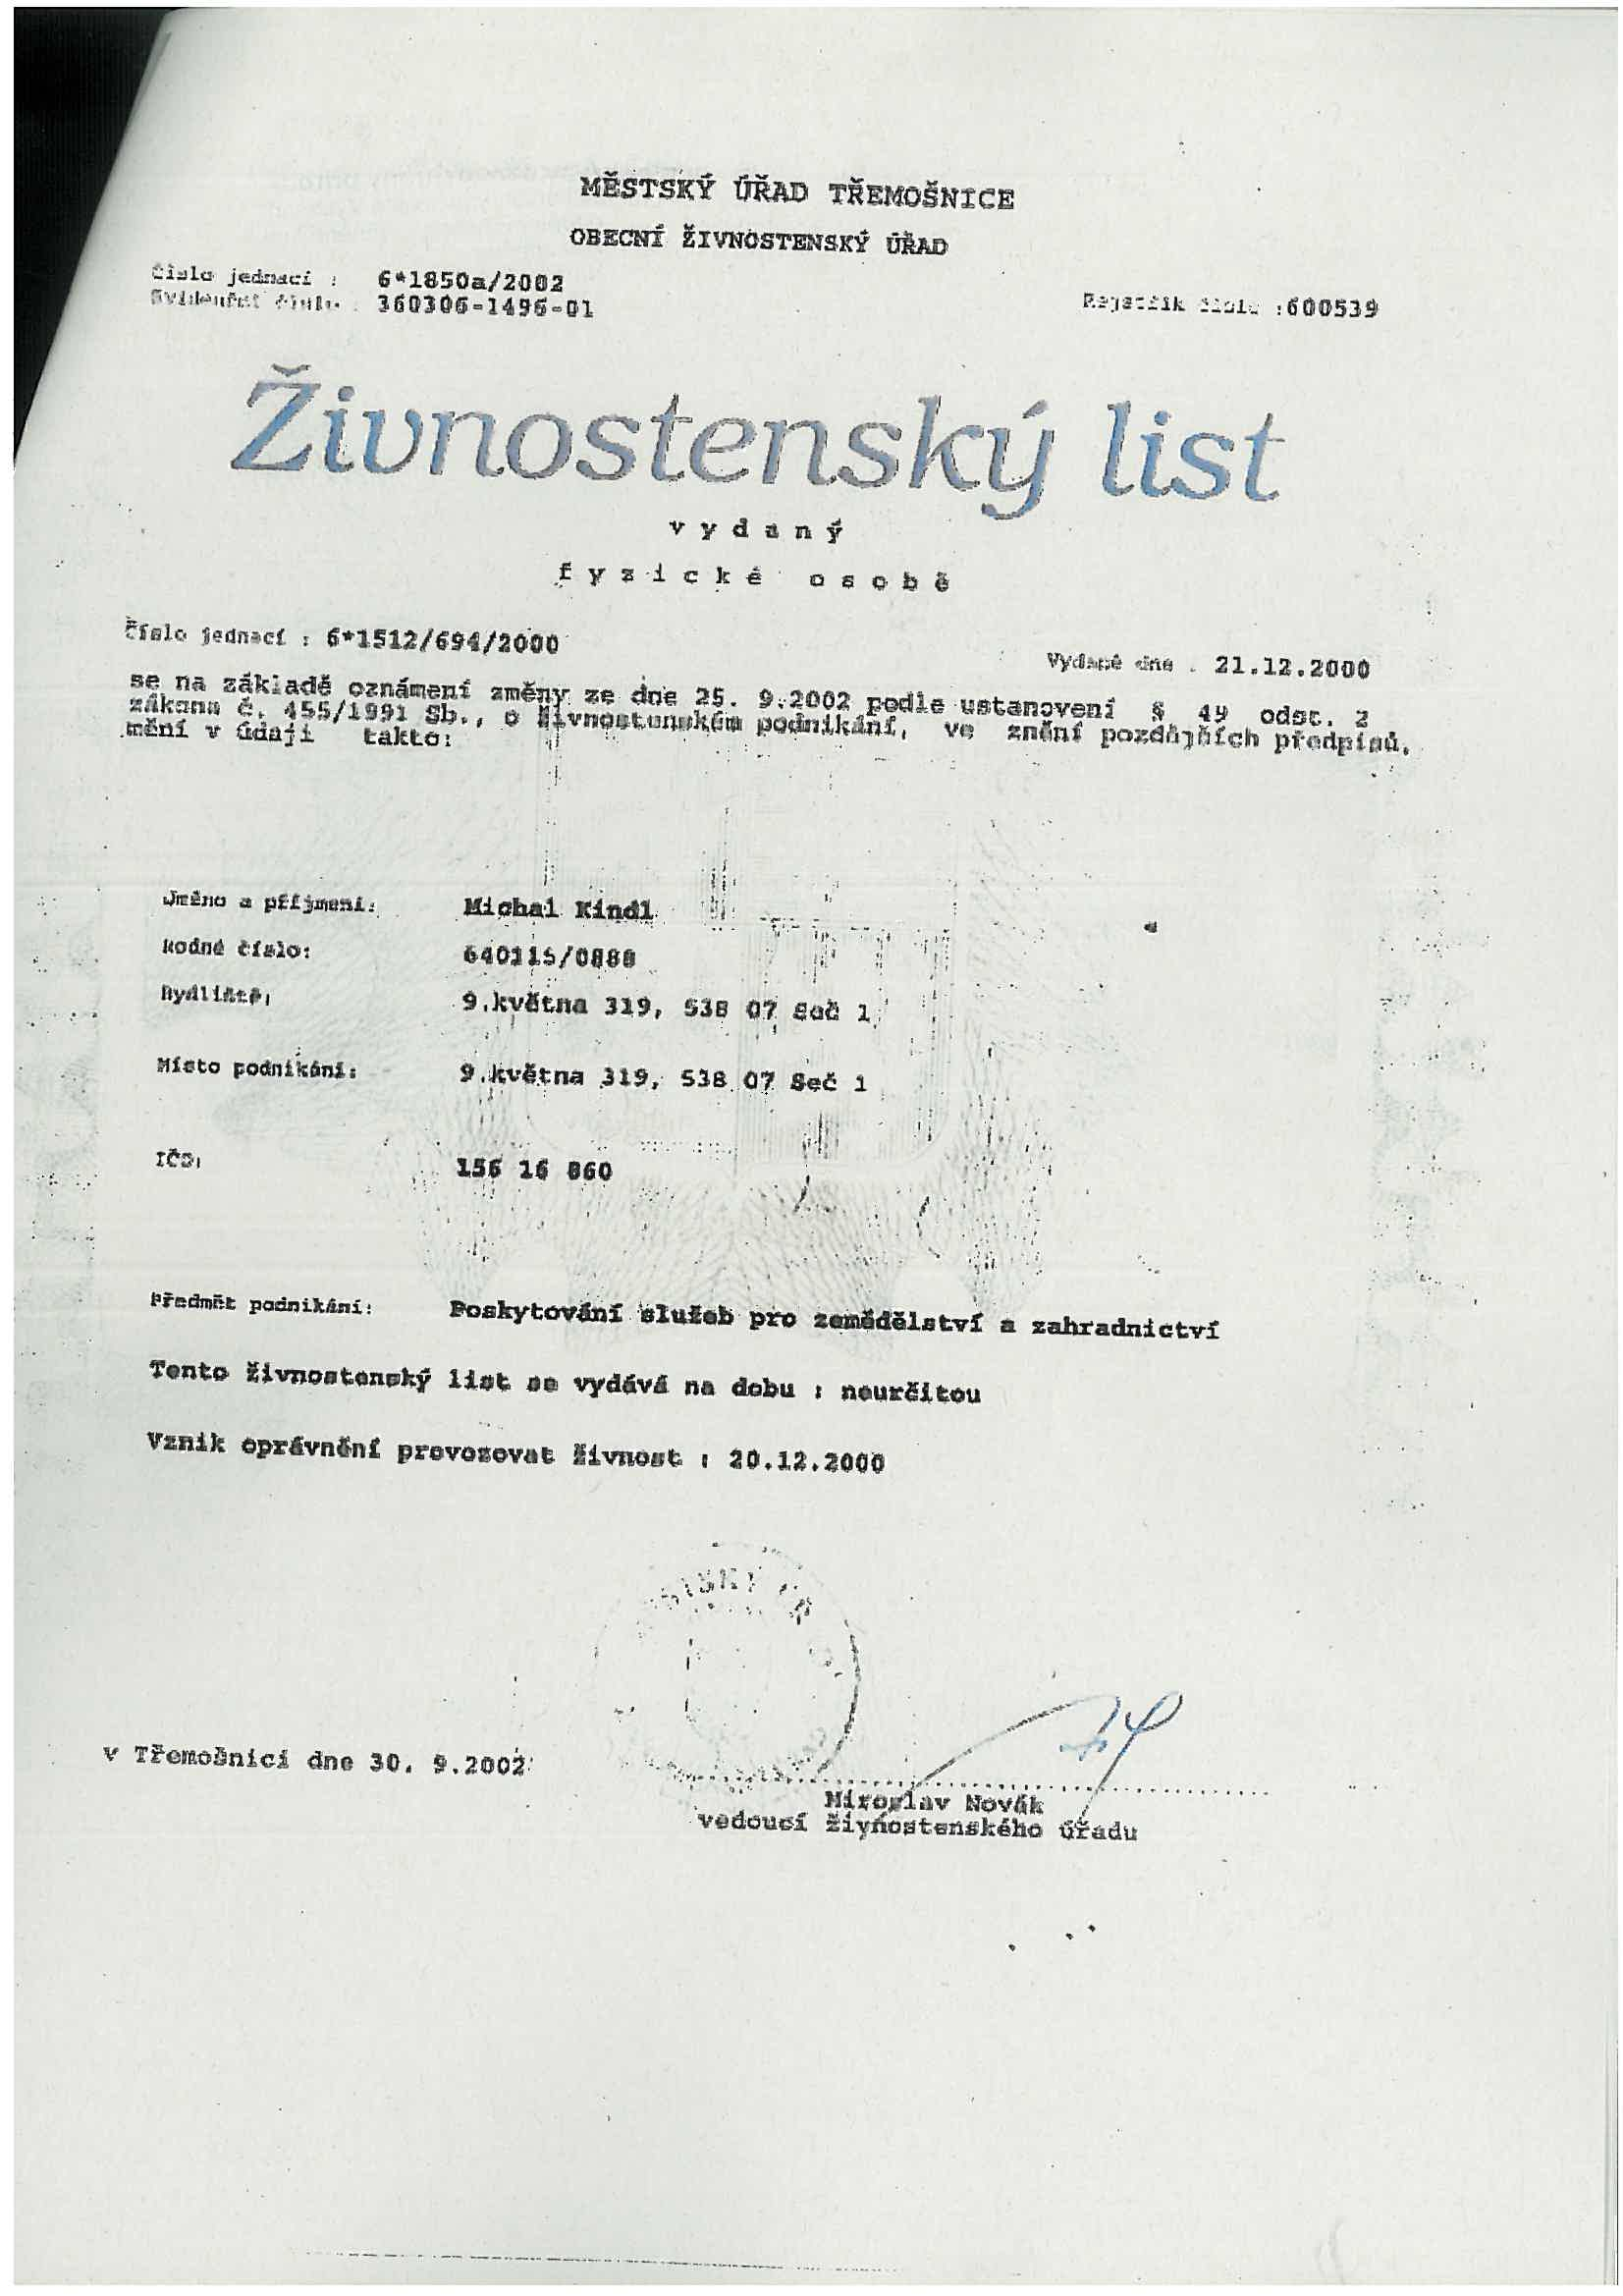 MĚSTSKÝ ÚŘAD TŘEMOŠNICE
OBECNÍ ŽIVNOSTENSKÝ ÚŘAD
Číslo jednací : 6*1850a/2002
Evidenční číslo : 360306-1496-01
Rejstřík číslo :600539
Živnostenský list
vydaný
fyzické osobě
Číslo jednací : 6*1512/694/2000
Vydané dne : 21.12.2000
se na základě oznámení změny ze dne 25. 9.2002 podle ustanovení § 49 odst. 2
zákona č. 455/1991 Sb., o živnostenském podnikání, ve znění pozdějších předpisů,
mění v údaji takto:
Jméno a příjmení: Michal Kindl
Rodné číslo:
Bydliště: 9.května 319, 538 07 Seč 1
Místo podnikání: 9.května 319, 538 07 Seč 1
IČO: 156 16 860
Předmět podnikání: Poskytování služeb pro zemědělství a zahradnictví
Tento živnostenský list se vydává na dobu : neurčitou
Vznik oprávnění provozovat živnost : 20.12.2000
v Třemošnici dne 30. 9.2002
Miroslav Novák
vedoucí živnostenského úřadu